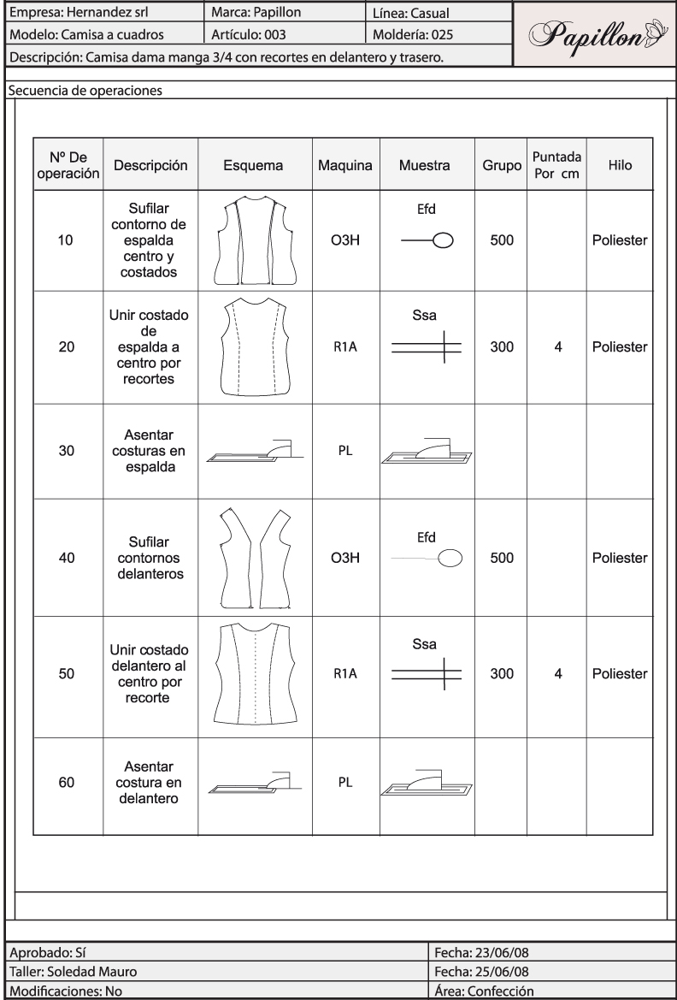 Empresa: Hernandez srl Marca: Papillon Línea: Casual
Modelo: Camisa a cuadros Artículo: 003 Moldería: 025
Descripción: Camisa dama manga 3/4 con recortes en delantero y trasero.
Papillon
Secuencia de operaciones
Nº De
operación
Descripción
Esquema
Maquina
Muestra
Grupo
Puntada
Por cm
Hilo
10
Sufilar
contorno de
espalda
centro y
costados
O3H
Efd
500
Poliester
20
Unir costado
de
espalda a
centro por
recortes
R1A
Ssa
300
4
Poliester
30
Asentar
costuras en
espalda
PL
40
Sufilar
contornos
delanteros
O3H
Efd
500
Poliester
50
Unir costado
delantero al
centro por
recorte
R1A
Ssa
300
4
Poliester
60
Asentar
costura en
delantero
PL
Aprobado: Sí Fecha: 23/06/08
Taller: Soledad Mauro Fecha: 25/06/08
Modificaciones: No Área: Confección